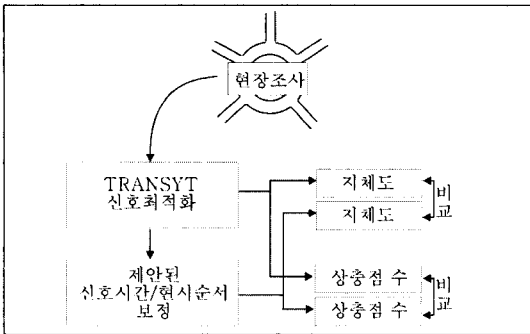 현장조사
TRANSYT
신호최적화
지체도
지체도
비
교
제안된
신호시간/현시순서
보정
상충점 수
상충점 수
비
교